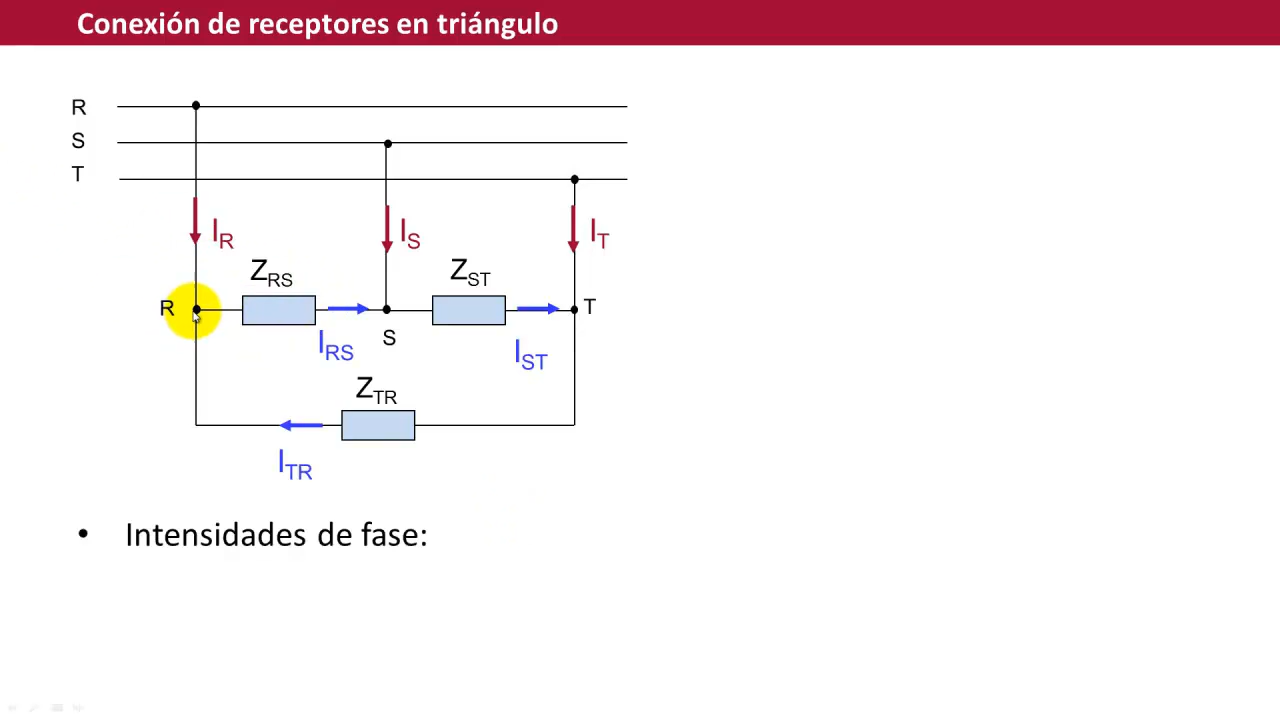 Conexión de receptores en triángulo
R
S
T
I_R
I_S
I_T
Z_RS
Z_ST
R
T
S
I_RS
I_ST
Z_TR
I_TR
• Intensidades de fase: